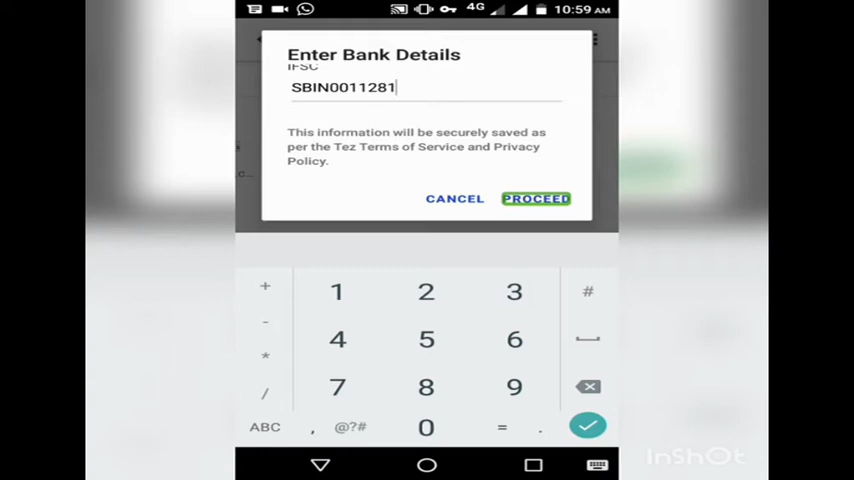 4G 10:59 AM
Enter Bank Details
IFSC
SBIN0011281
This information will be securely saved as
per the Tez Terms of Service and Privacy
Policy.
CANCEL PROCEED
+ 1 2 3 #
- 4 5 6
*
/ 7 8 9
ABC , @?# 0 = .
InShOt